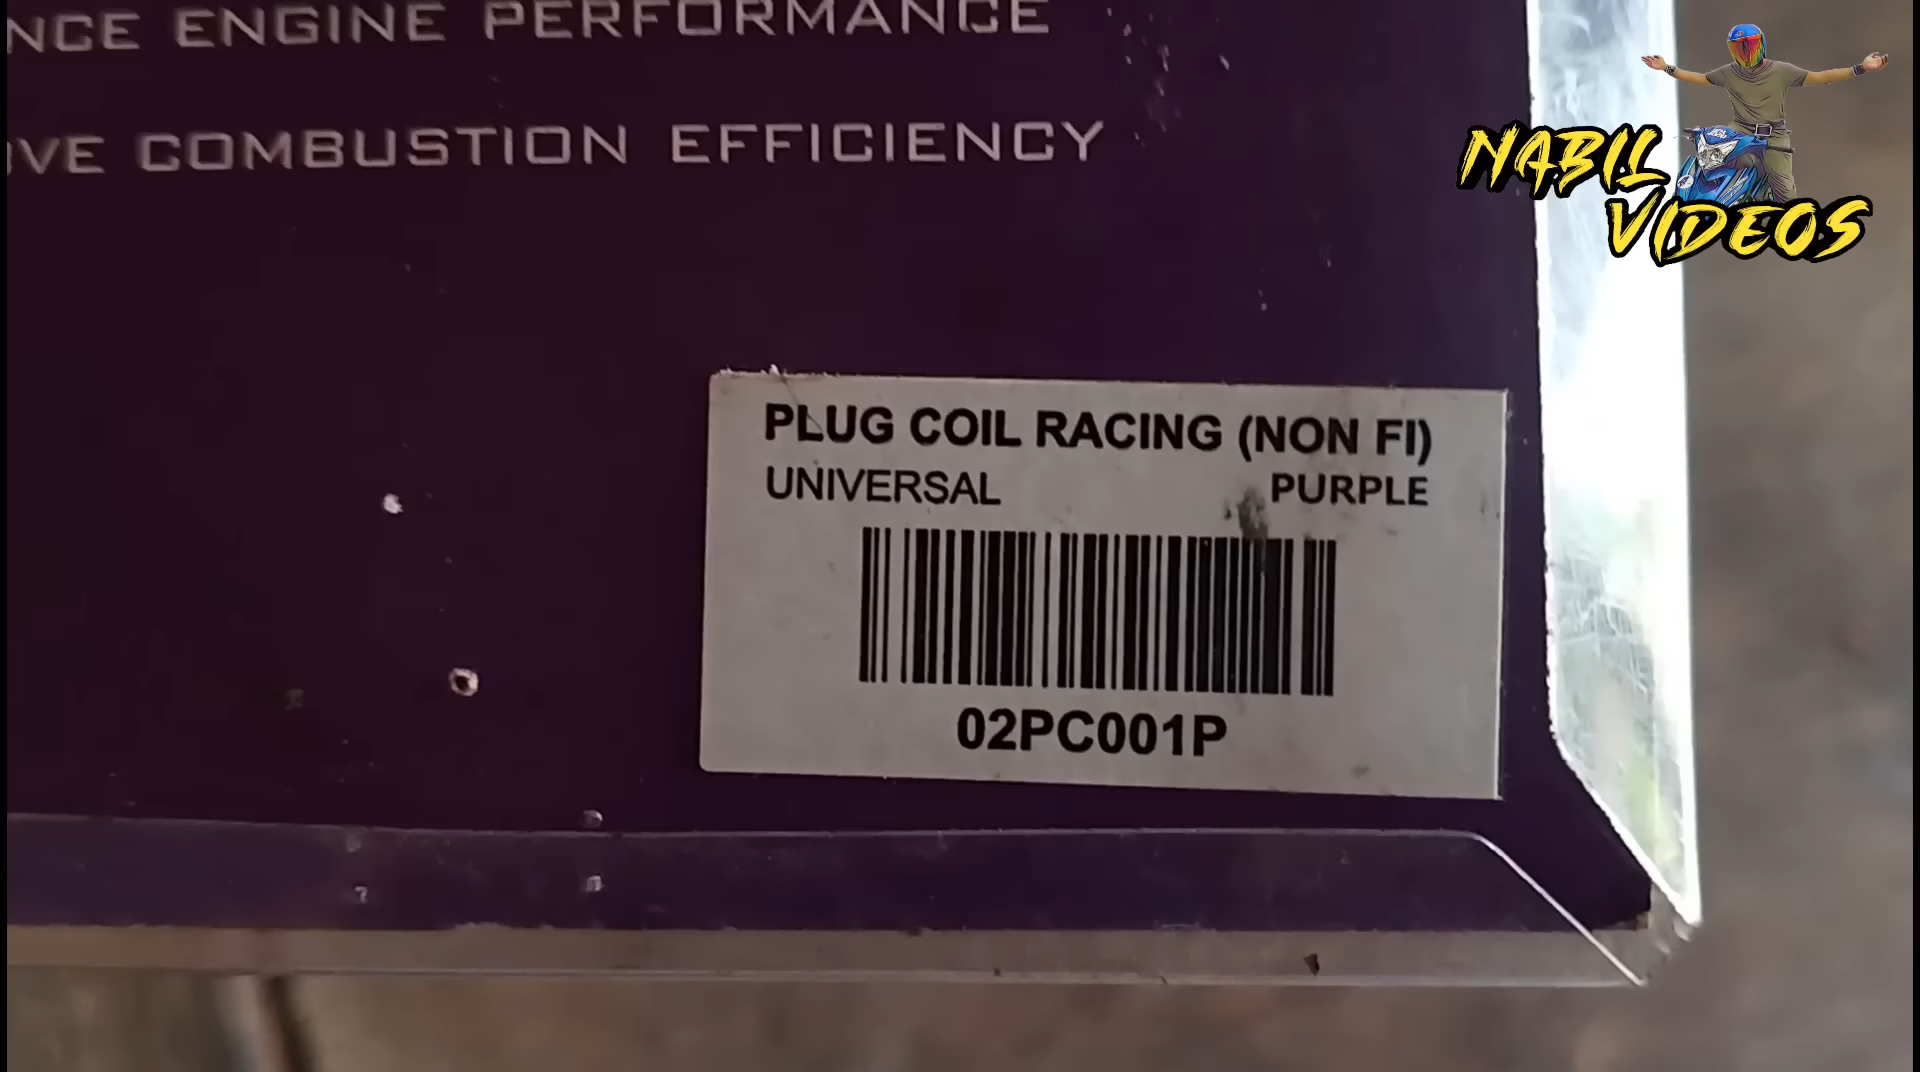 NCE ENGINE PERFORMANCE
VE COMBUSTION EFFICIENCY
NABIL
VIDEOS
PLUG COIL RACING (NON FI)
UNIVERSAL PURPLE
02PC001P